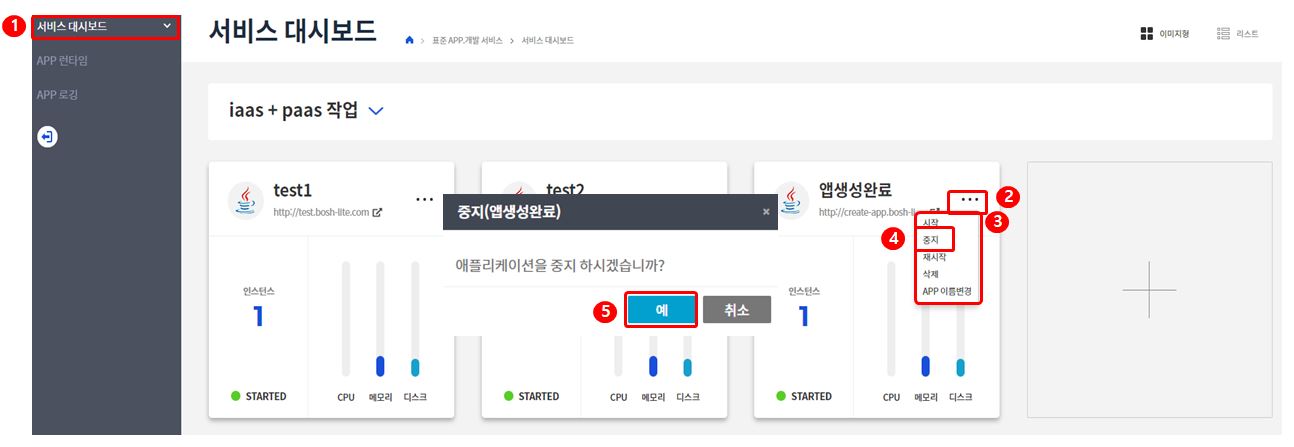 1
서비스 대시보드
APP 런타임
APP 로깅
서비스 대시보드
> 표준 APP.개발 서비스 > 서비스 대시보드
이미지형
리스트
iaas + paas 작업
test1
...
http://test.bosh-lite.com
인스턴스
1
STARTED
CPU 메모리 디스크
test2
STARTED
CPU 메모리 디스크
중지(앱생성완료)
×
애플리케이션을 중지 하시겠습니까?
5
예
취소
앱생성완료
...
2
http://create-app.bosh-li
3
시작
4
중지
재시작
삭제
APP 이름변경
인스턴스
1
STARTED
CPU 메모리 디스크